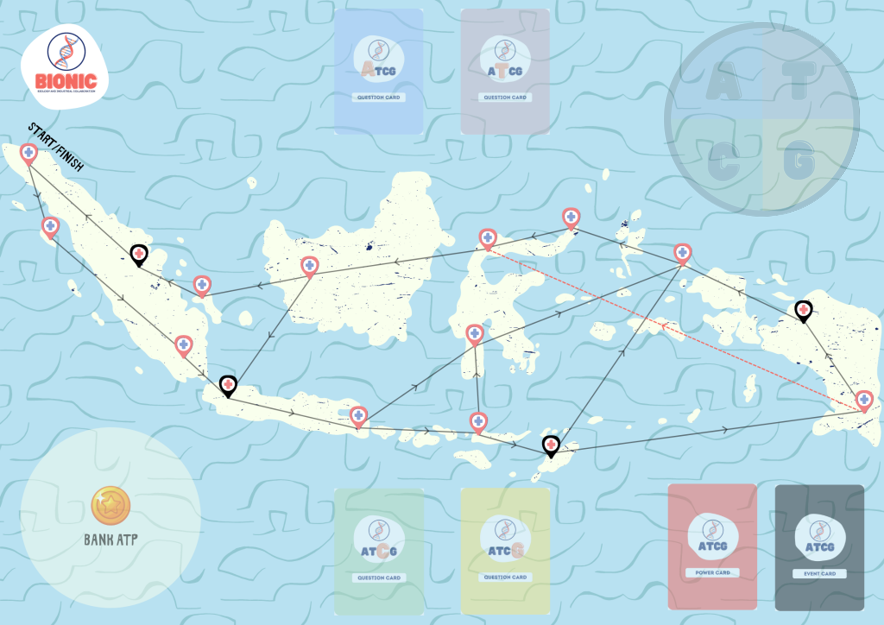 BIONIC
START/FINISH
ATCG
QUESTION CARD
ATCG
QUESTION CARD
A T
C G
BANK ATP
ATCG
QUESTION CARD
ATCG
QUESTION CARD
ATCG
POWER CARD
ATCG
EVENT CARD